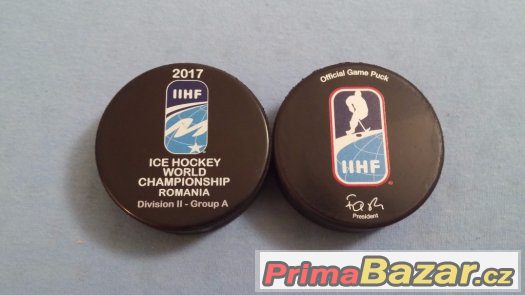 2017
IIHF
ICE HOCKEY
WORLD
CHAMPIONSHIP
ROMANIA
Division II - Group A
Official Game Puck
IIHF
®
President
PrimaBazar.cz